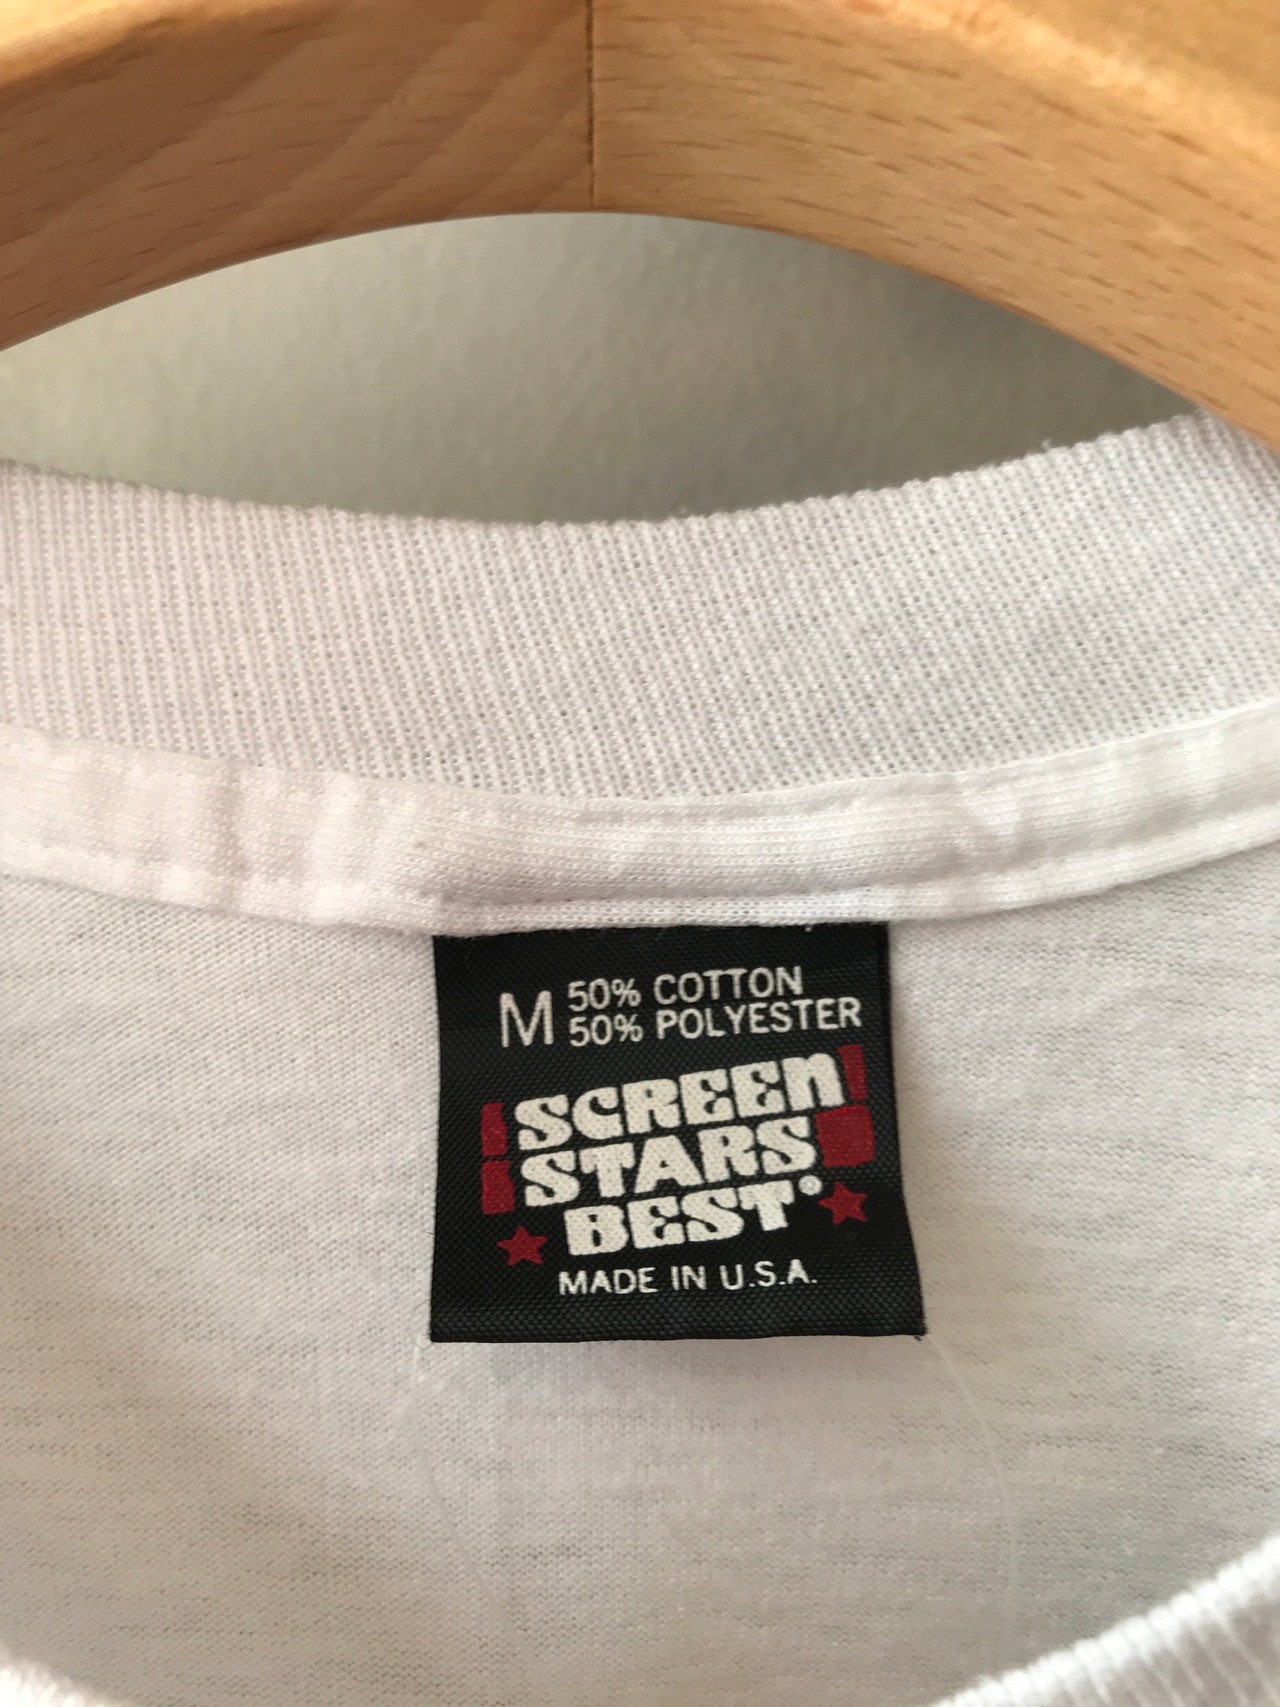 M 50% COTTON
50% POLYESTER
SCREEN
STARS
BEST®
MADE IN U.S.A.